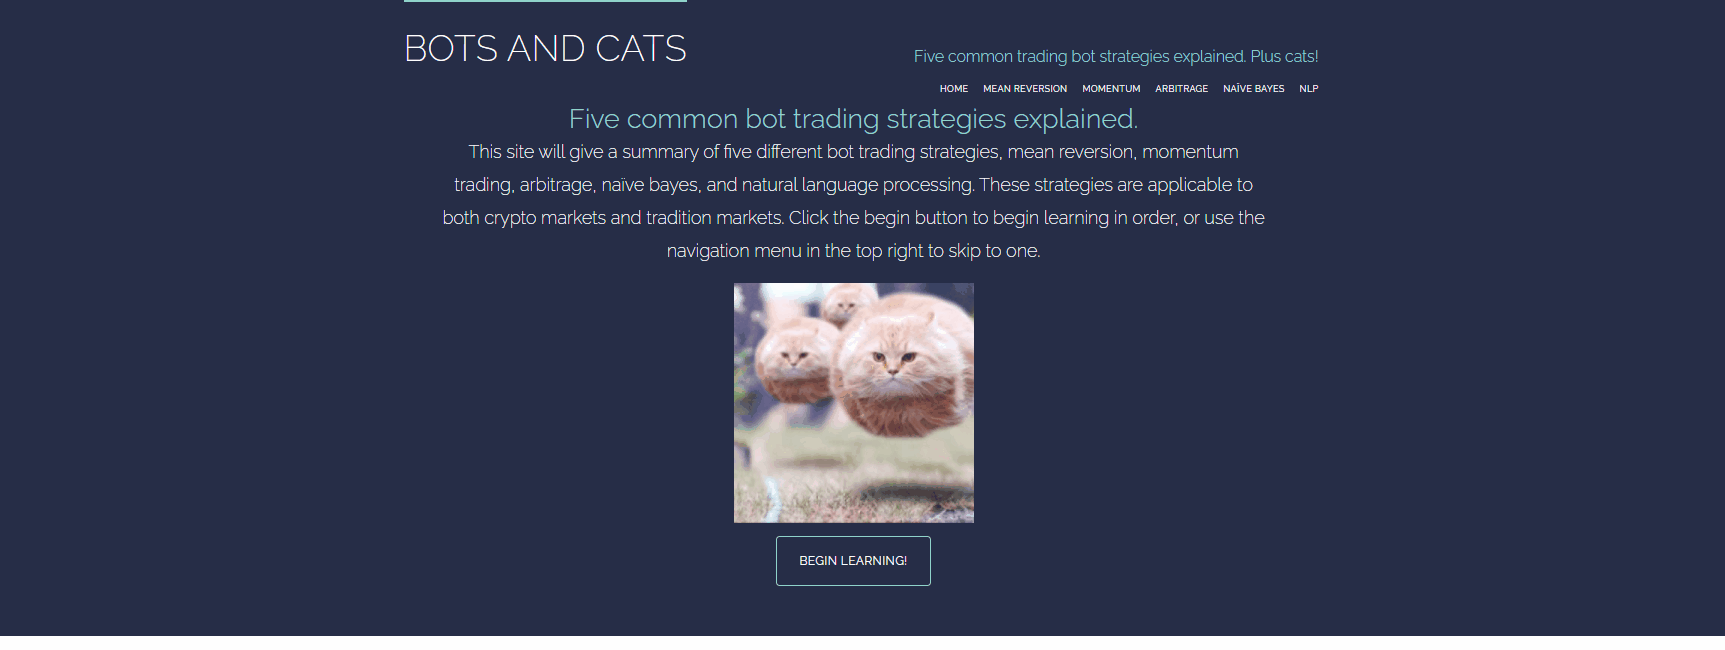 BOTS AND CATS
Five common trading bot strategies explained. Plus cats!
HOME MEAN REVERSION MOMENTUM ARBITRAGE NAÏVE BAYES NLP
Five common bot trading strategies explained.
This site will give a summary of five different bot trading strategies, mean reversion, momentum
trading, arbitrage, naïve bayes, and natural language processing. These strategies are applicable to
both crypto markets and tradition markets. Click the begin button to begin learning in order, or use the
navigation menu in the top right to skip to one.
BEGIN LEARNING!